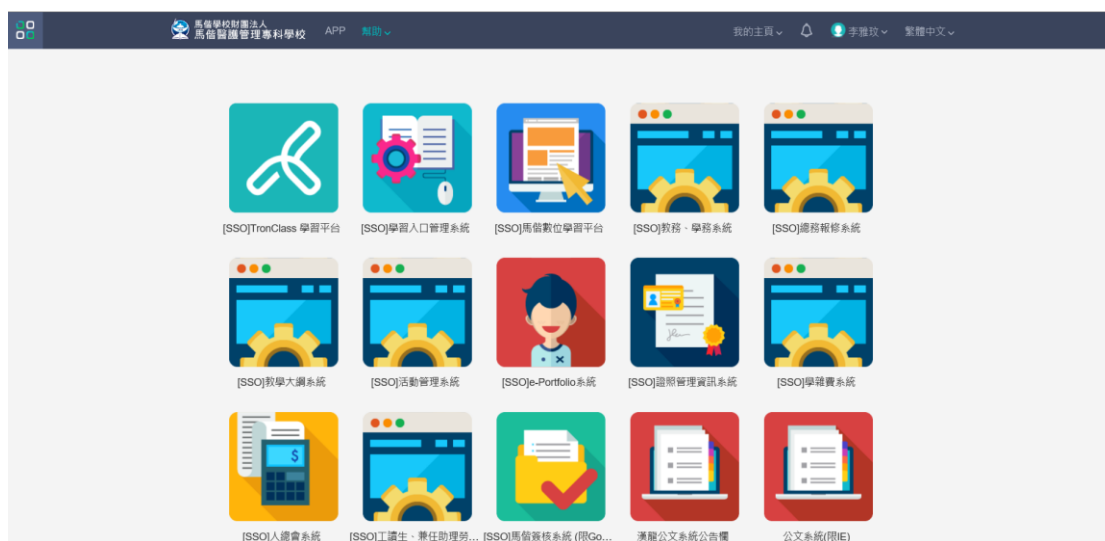 馬偕學校財團法人
馬偕醫護管理專科學校 APP 幫助 我的主頁 李雅玟 繁體中文
[SSO]TronClass 學習平台 [SSO]學習入口管理系統 [SSO]馬偕數位學習平台 [SSO]教務、學務系統 [SSO]總務報修系統
[SSO]教學大綱系統 [SSO]活動管理系統 [SSO]e-Portfolio系統 [SSO]證照管理資訊系統 [SSO]學雜費系統
$
[SSO]人總會系統 [SSO]工讀生、兼任助理勞... [SSO]馬偕簽核系統 (限Go... 漢龍公文系統公告欄 公文系統(限IE)